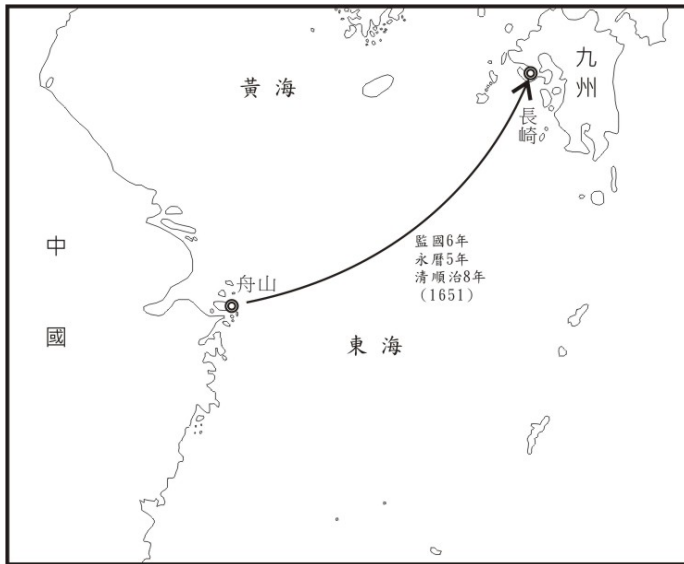 黃海
九州
長崎
中國
舟山
監國6年
永曆5年
清順治8年
(1651)
東海